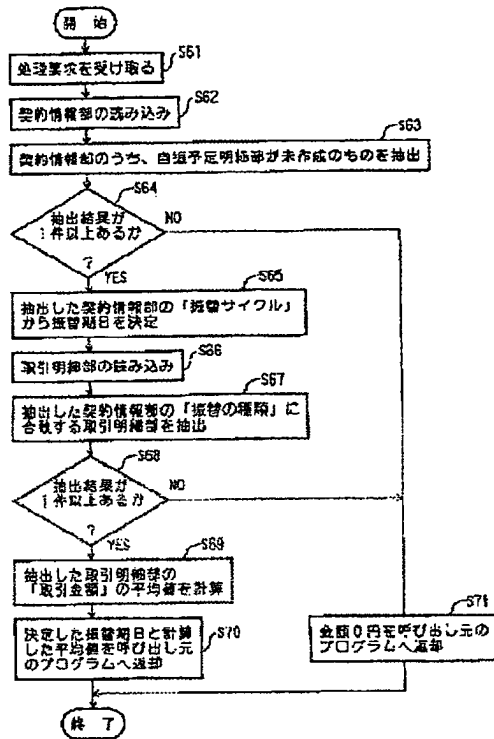 開 始
S61
処理要求を受け取る
S62
契約情報部の読み込み
S63
契約情報部のうち、自振予定明細部が未作成のものを抽出
S64
抽出結果が
1件以上あるか
?
NO
YES
S65
抽出した契約情報部の「振替サイクル」
から振替期日を決定
S66
取引明細部の読み込み
S67
抽出した契約情報部の「振替の種類」に
合致する取引明細部を抽出
S68
抽出結果が
1件以上あるか
?
NO
YES
S69
抽出した取引明細部の
「取引金額」の平均値を計算
S70
決定した振替期日と計算
した平均値を呼び出し元
のプログラムへ返却
S71
金額0円を呼び出し元の
プログラムへ返却
終 了